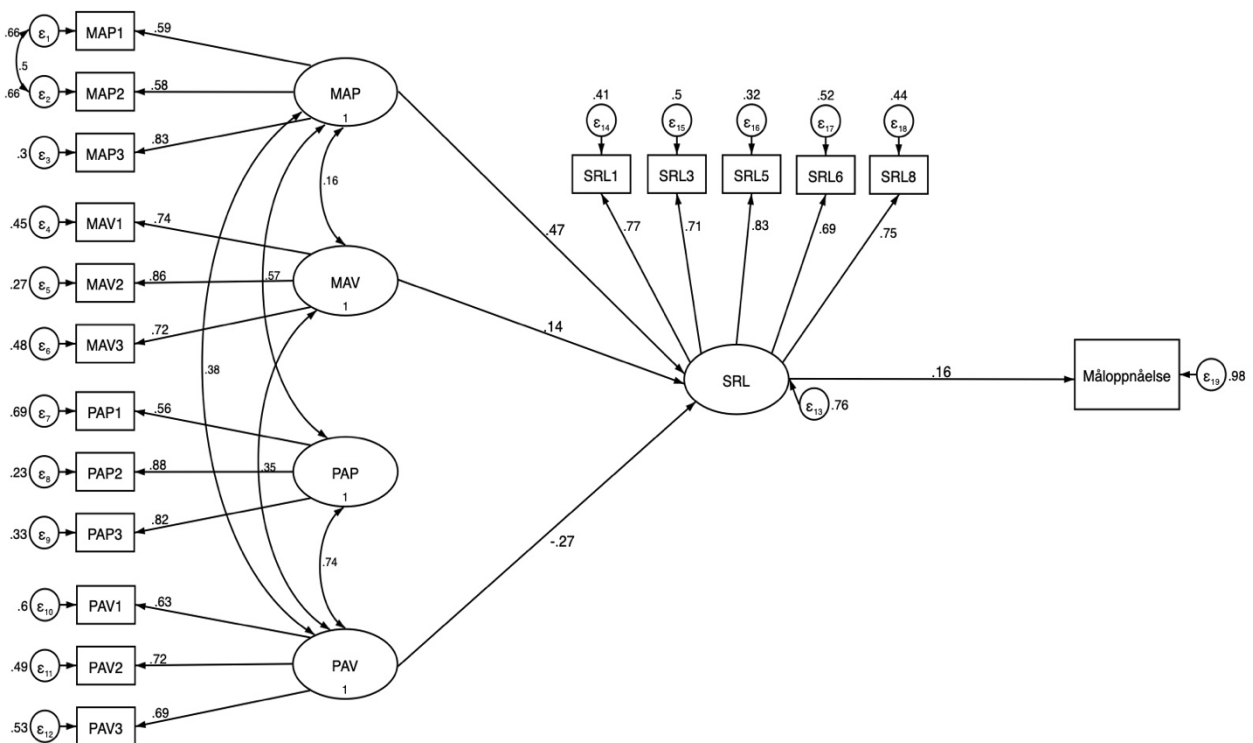 .66
ε1
MAP1
.59
.5
.66
ε2
MAP2
.58
.3
ε3
MAP3
.83
MAP
1
.16
.45
ε4
MAV1
.74
.27
ε5
MAV2
.86
.57
.48
ε6
MAV3
.72
MAV
1
.38
.69
ε7
PAP1
.56
.23
ε8
PAP2
.88
.35
.33
ε9
PAP3
.82
PAP
1
.74
.6
ε10
PAV1
.63
.49
ε11
PAV2
.72
.53
ε12
PAV3
.69
PAV
1
.47
.14
-.27
.41
.5
.32
.52
.44
ε14
ε15
ε16
ε17
ε18
SRL1
SRL3
SRL5
SRL6
SRL8
.77
.71
.83
.69
.75
SRL
ε13
.76
.16
Måloppnåelse
ε19
.98